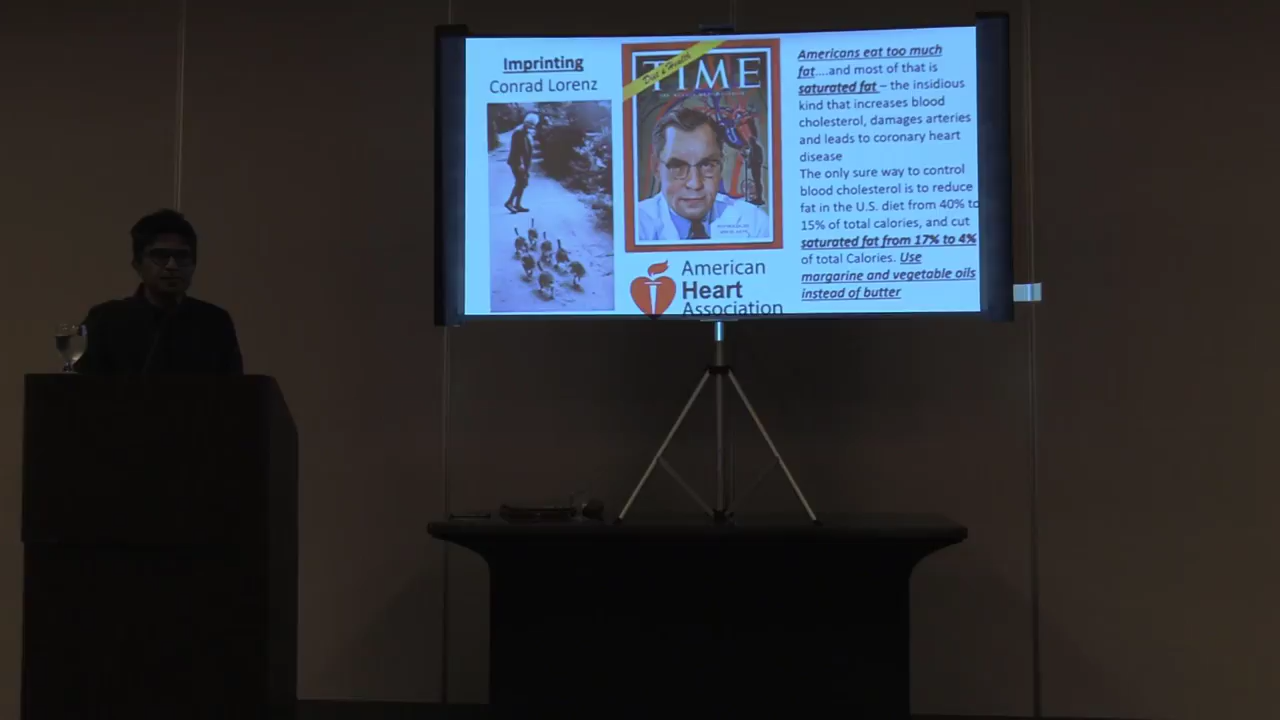 Imprinting
Conrad Lorenz
Diet & Health
TIME
American
Heart
Association
Americans eat too much
fat....and most of that is
saturated fat – the insidious
kind that increases blood
cholesterol, damages arteries
and leads to coronary heart
disease
The only sure way to control
blood cholesterol is to reduce
fat in the U.S. diet from 40% to
15% of total calories, and cut
saturated fat from 17% to 4%
of total Calories. Use
margarine and vegetable oils
instead of butter